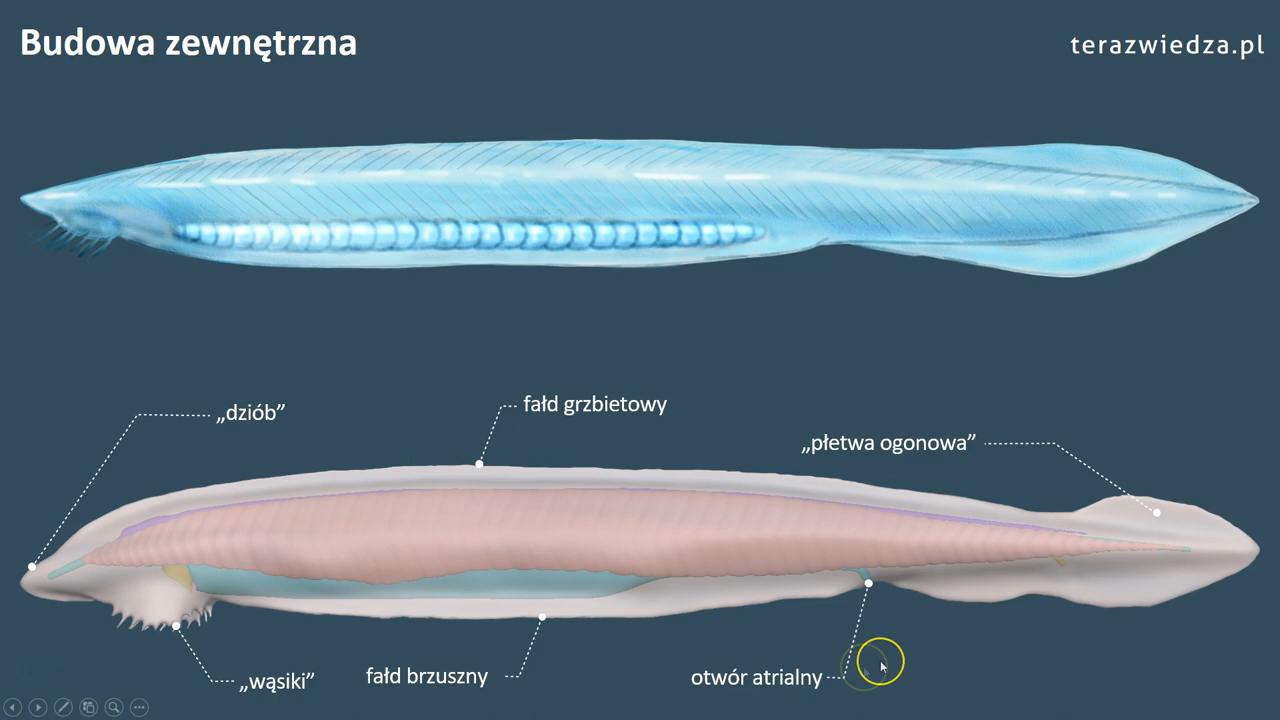 Budowa zewnętrzna
terazwiedza.pl
„dziób”
fałd grzbietowy
„płetwa ogonowa”
„wąsiki”
fałd brzuszny
otwór atrialny